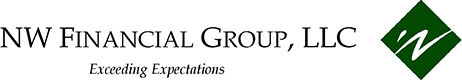 NW FINANCIAL GROUP, LLC
Exceeding Expectations